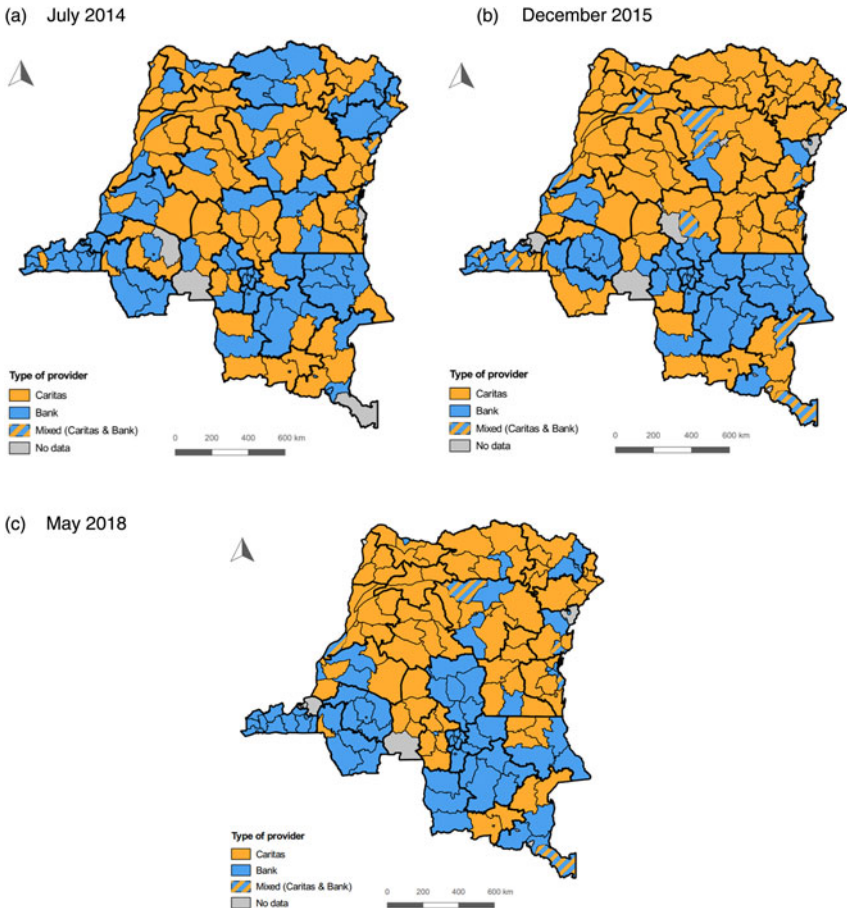 (a) July 2014
Type of provider
Caritas
Bank
Mixed (Caritas & Bank)
No data
0 200 400 600 km
(b) December 2015
Type of provider
Caritas
Bank
Mixed (Caritas & Bank)
No data
0 200 400 600 km
(c) May 2018
Type of provider
Caritas
Bank
Mixed (Caritas & Bank)
No data
0 200 400 600 km